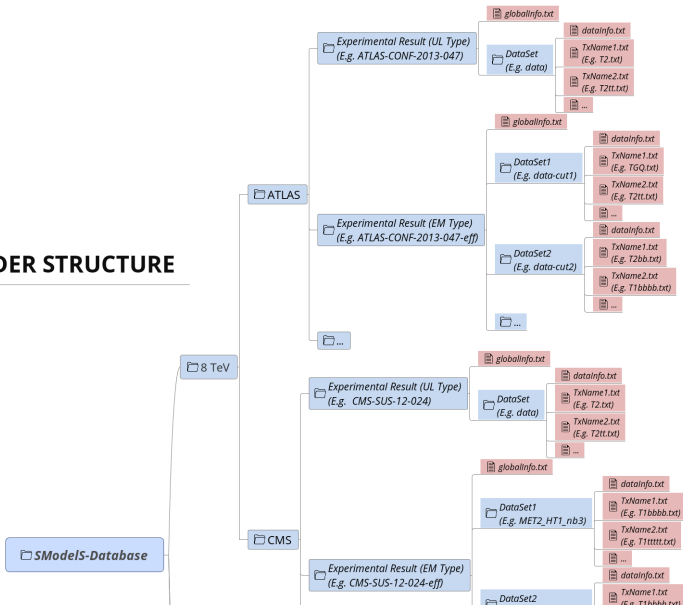 globalInfo.txt
dataInfo.txt
Experimental Result (UL Type)
(E.g. ATLAS-CONF-2013-047)
TxName1.txt
(E.g. T2.txt)
DataSet
(E.g. data)
TxName2.txt
(E.g. T2tt.txt)
...
globalInfo.txt
dataInfo.txt
TxName1.txt
(E.g. TGQ.txt)
DataSet1
(E.g. data-cut1)
TxName2.txt
(E.g. T2tt.txt)
ATLAS
...
Experimental Result (EM Type)
(E.g. ATLAS-CONF-2013-047-eff)
dataInfo.txt
TxName1.txt
(E.g. T2bb.txt)
DataSet2
(E.g. data-cut2)
DER STRUCTURE
TxName2.txt
(E.g. T1bbbb.txt)
...
...
...
globalInfo.txt
8 TeV
dataInfo.txt
Experimental Result (UL Type)
(E.g. CMS-SUS-12-024)
TxName1.txt
(E.g. T2.txt)
DataSet
(E.g. data)
TxName2.txt
(E.g. T2tt.txt)
...
globalInfo.txt
dataInfo.txt
TxName1.txt
(E.g. T1bbbb.txt)
DataSet1
(E.g. MET2_HT1_nb3)
TxName2.txt
(E.g. T1ttttt.txt)
CMS
SModelS-Database
...
Experimental Result (EM Type)
(E.g. CMS-SUS-12-024-eff)
dataInfo.txt
TxName1.txt
(E.g. T1bbbb.txt)
DataSet2